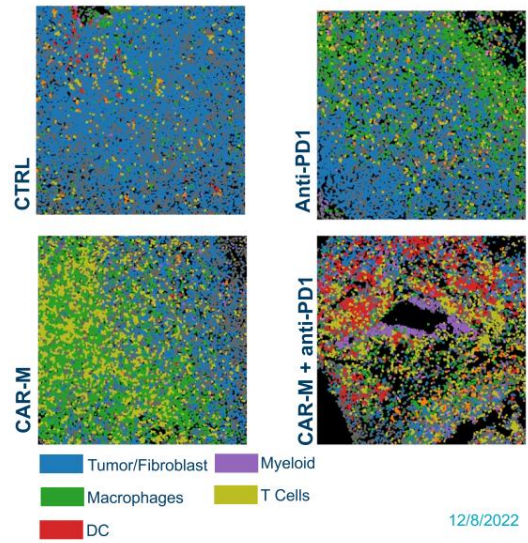 CTRL
Anti-PD1
CAR-M
CAR-M + anti-PD1
Tumor/Fibroblast
Myeloid
Macrophages
T Cells
DC
12/8/2022